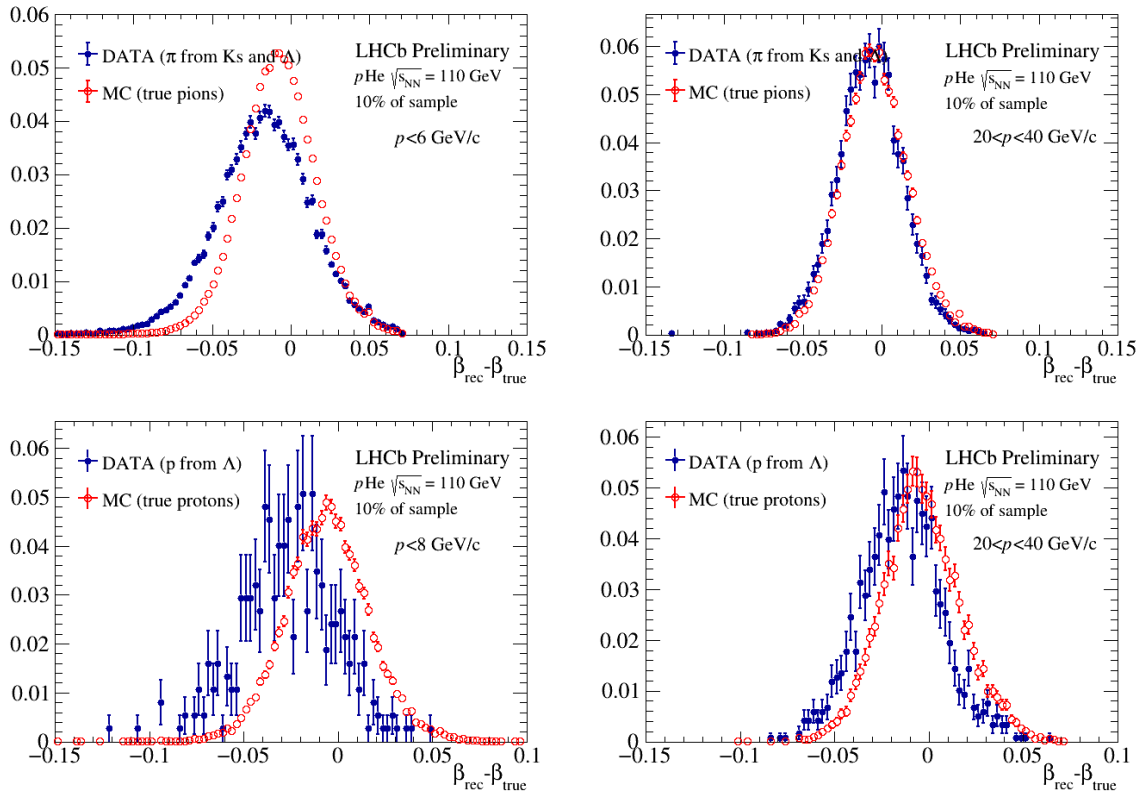 0.06
0.05
0.04
0.03
0.02
0.01
0
DATA (π from Ks and Λ)
MC (true pions)
LHCb Preliminary
pHe √sNN = 110 GeV
10% of sample
p<6 GeV/c
−0.15 −0.1 −0.05 0 0.05 0.1 0.15
βrec-βtrue
0.06
0.05
0.04
0.03
0.02
0.01
0
DATA (π from Ks and Λ)
MC (true pions)
LHCb Preliminary
pHe √sNN = 110 GeV
10% of sample
20<p<40 GeV/c
−0.15 −0.1 −0.05 0 0.05 0.1 0.15
βrec-βtrue
0.06
0.05
0.04
0.03
0.02
0.01
0
DATA (p from Λ)
MC (true protons)
LHCb Preliminary
pHe √sNN = 110 GeV
10% of sample
p<8 GeV/c
−0.15 −0.1 −0.05 0 0.05 0.1
βrec-βtrue
0.06
0.05
0.04
0.03
0.02
0.01
0
DATA (p from Λ)
MC (true protons)
LHCb Preliminary
pHe √sNN = 110 GeV
10% of sample
20<p<40 GeV/c
−0.15 −0.1 −0.05 0 0.05 0.1
βrec-βtrue